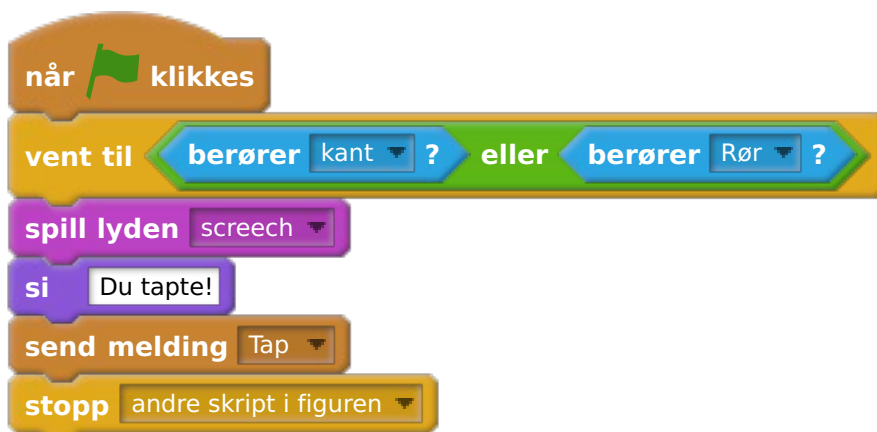 når klikkes
vent til berører kant ? eller berører Rør ?
spill lyden screech
si Du tapte!
send melding Tap
stopp andre skript i figuren